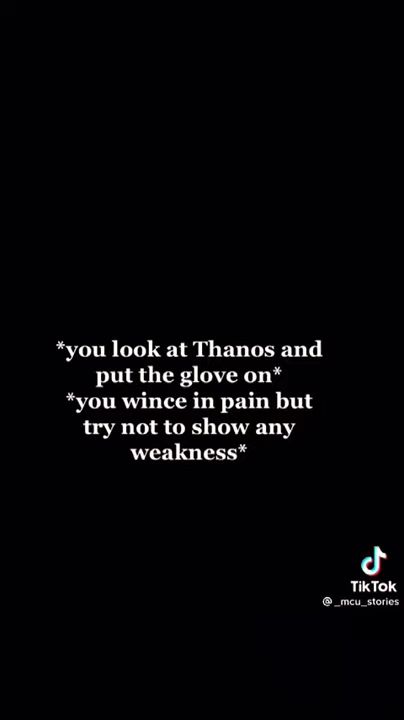 *you look at Thanos and
put the glove on*
*you wince in pain but
try not to show any
weakness*
TikTok
@_mcu_stories